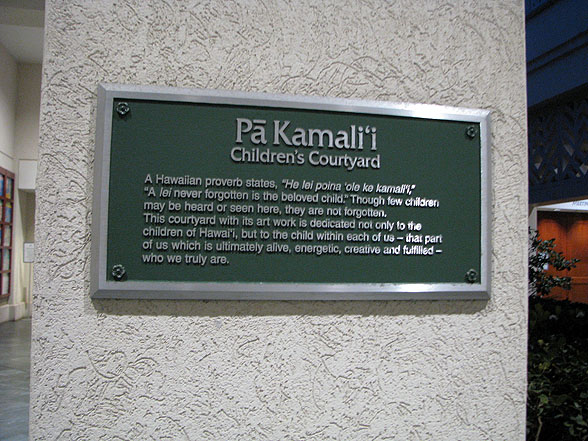 Pā Kamali‘i
Children's Courtyard
A Hawaiian proverb states, "He lei poina ‘ole ke kamali‘i,"
"A lei never forgotten is the beloved child." Though few children
may be heard or seen here, they are not forgotten.
This courtyard with its art work is dedicated not only to the
children of Hawai‘i, but to the child within each of us – that part
of us which is ultimately alive, energetic, creative and fulfilled –
who we truly are.